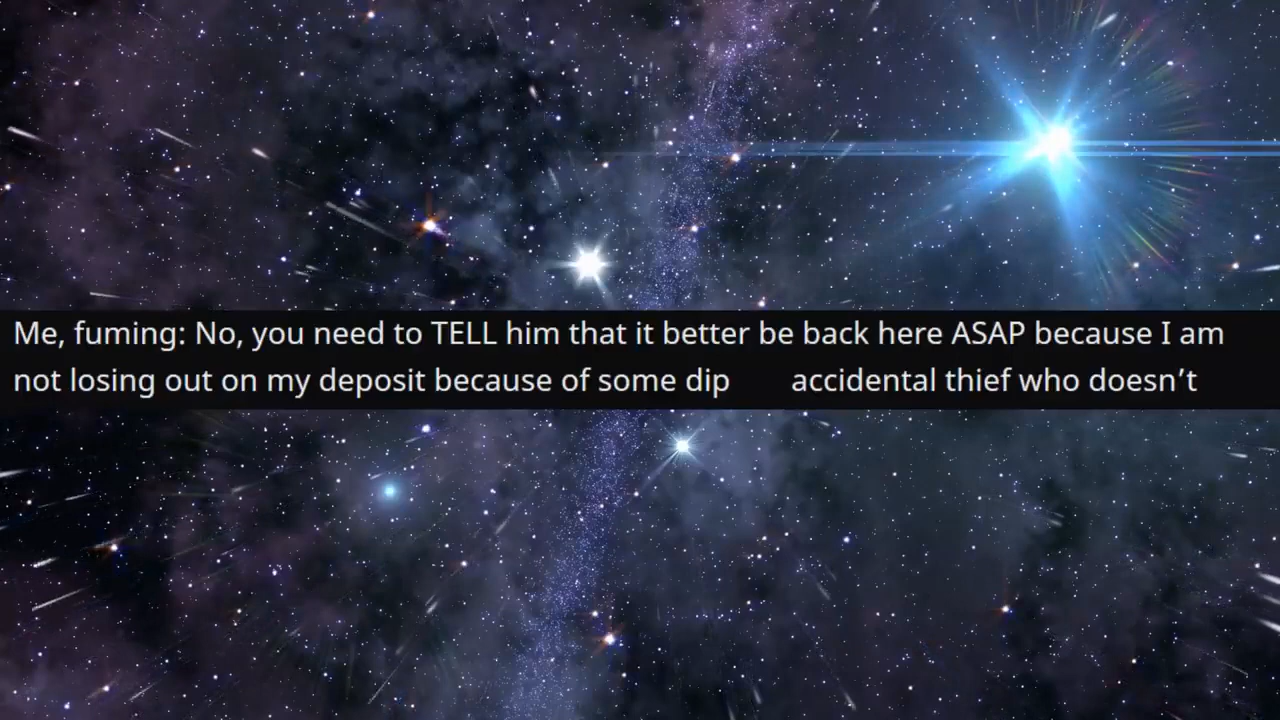 Me, fuming: No, you need to TELL him that it better be back here ASAP because I am
not losing out on my deposit because of some dip accidental thief who doesn’t